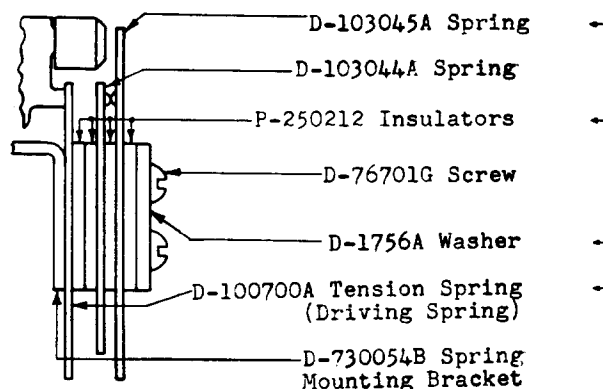 D-103045A Spring
D-103044A Spring
P-250212 Insulators
D-76701G Screw
D-1756A Washer
D-100700A Tension Spring
(Driving Spring)
D-730054B Spring
Mounting Bracket